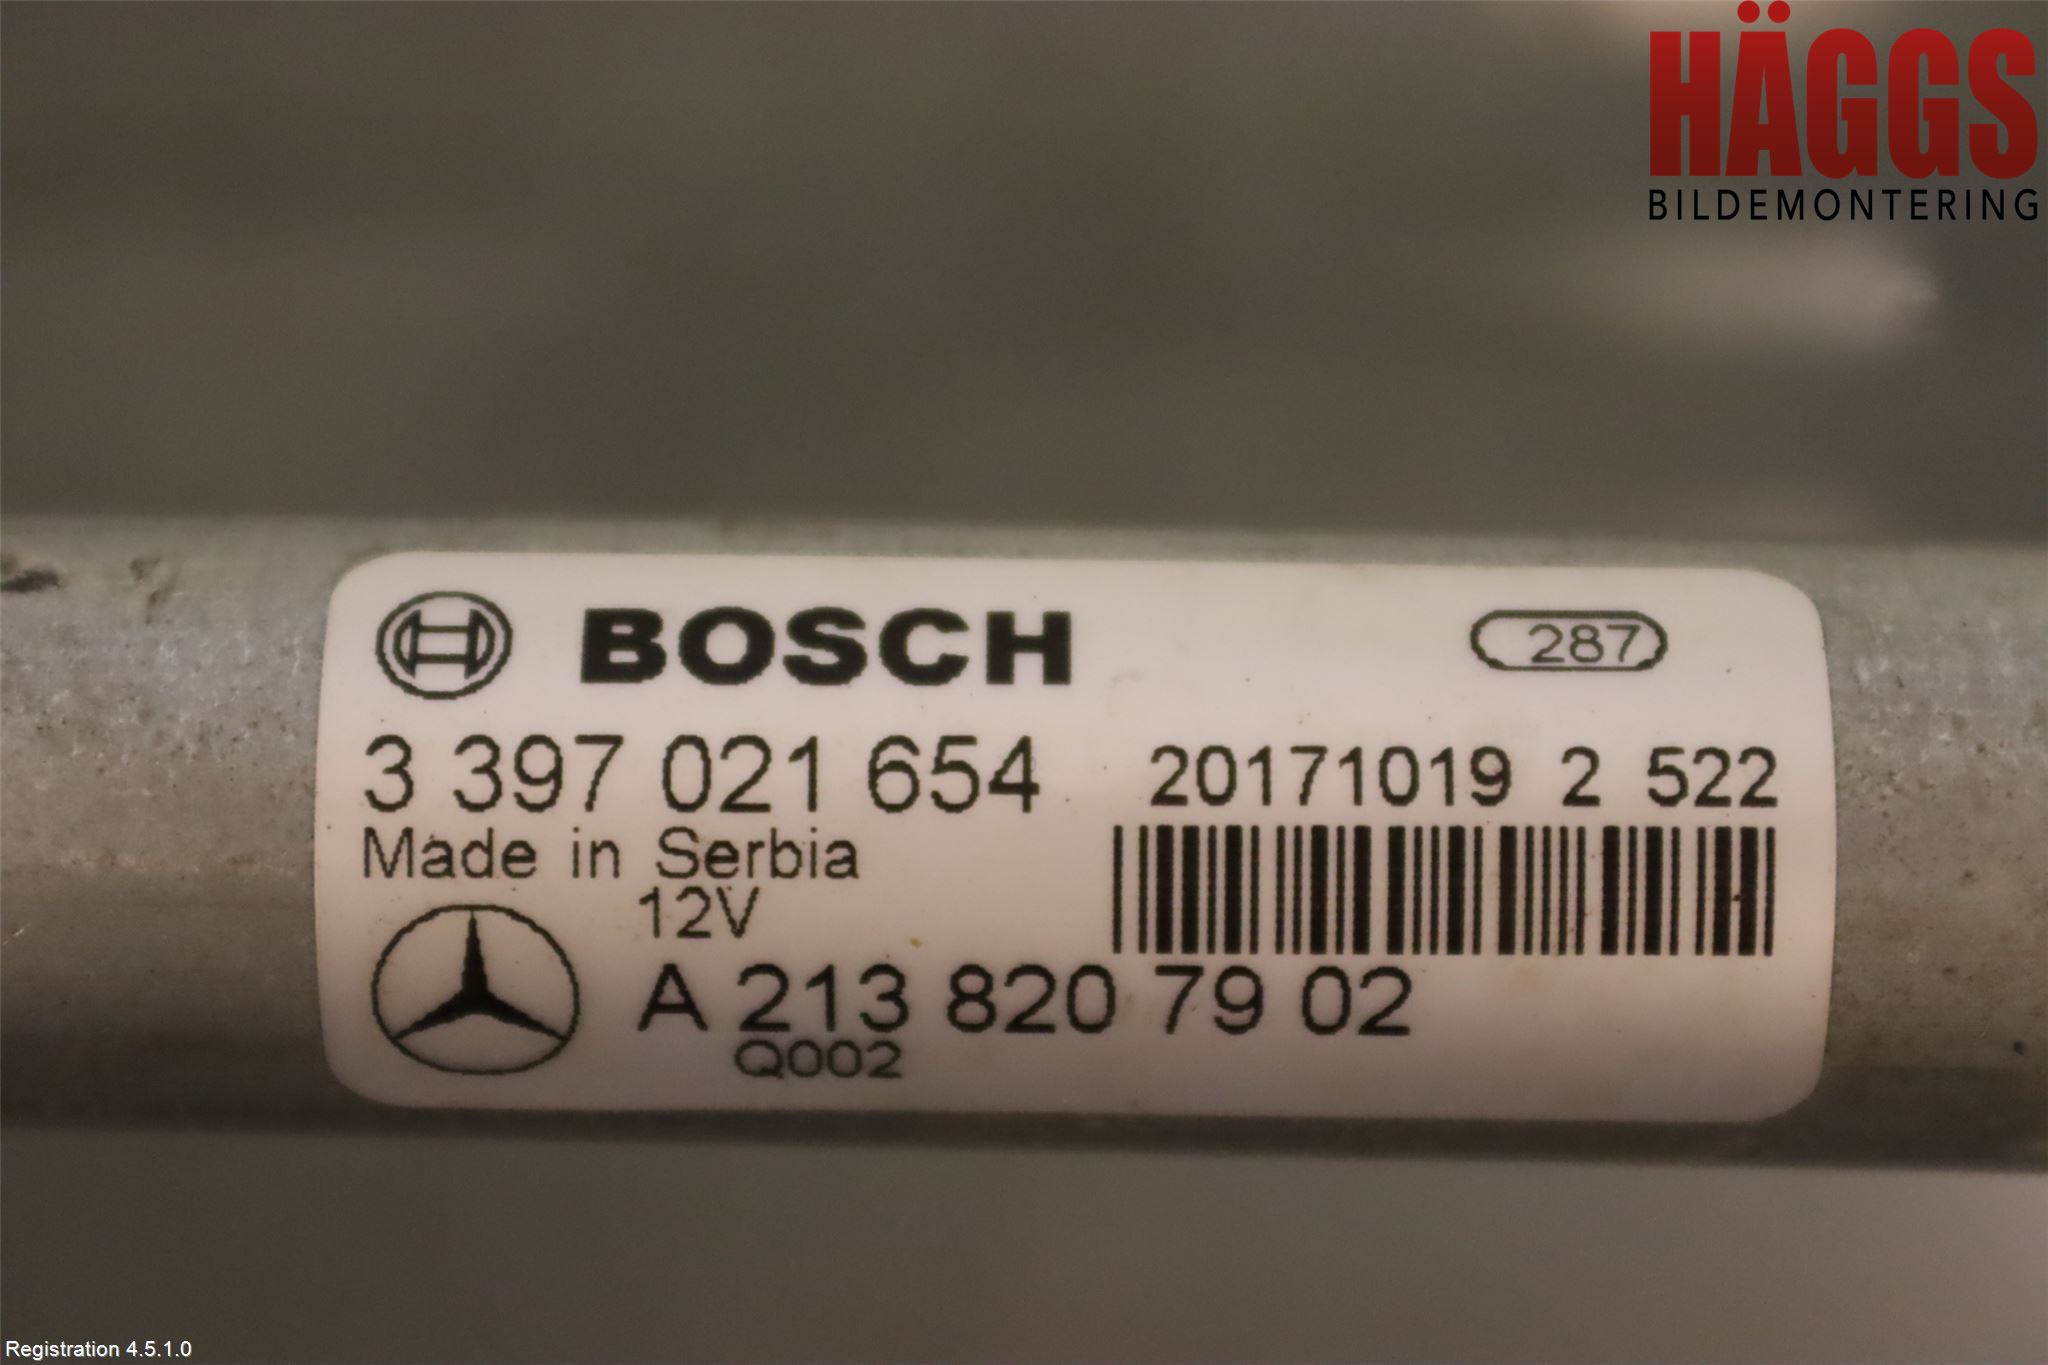 HÄGGS
BILDEMONTERING
BOSCH
287
3 397 021 654
20171019 2 522
Made in Serbia
12V
A 213 820 79 02
Q002
Registration 4.5.1.0